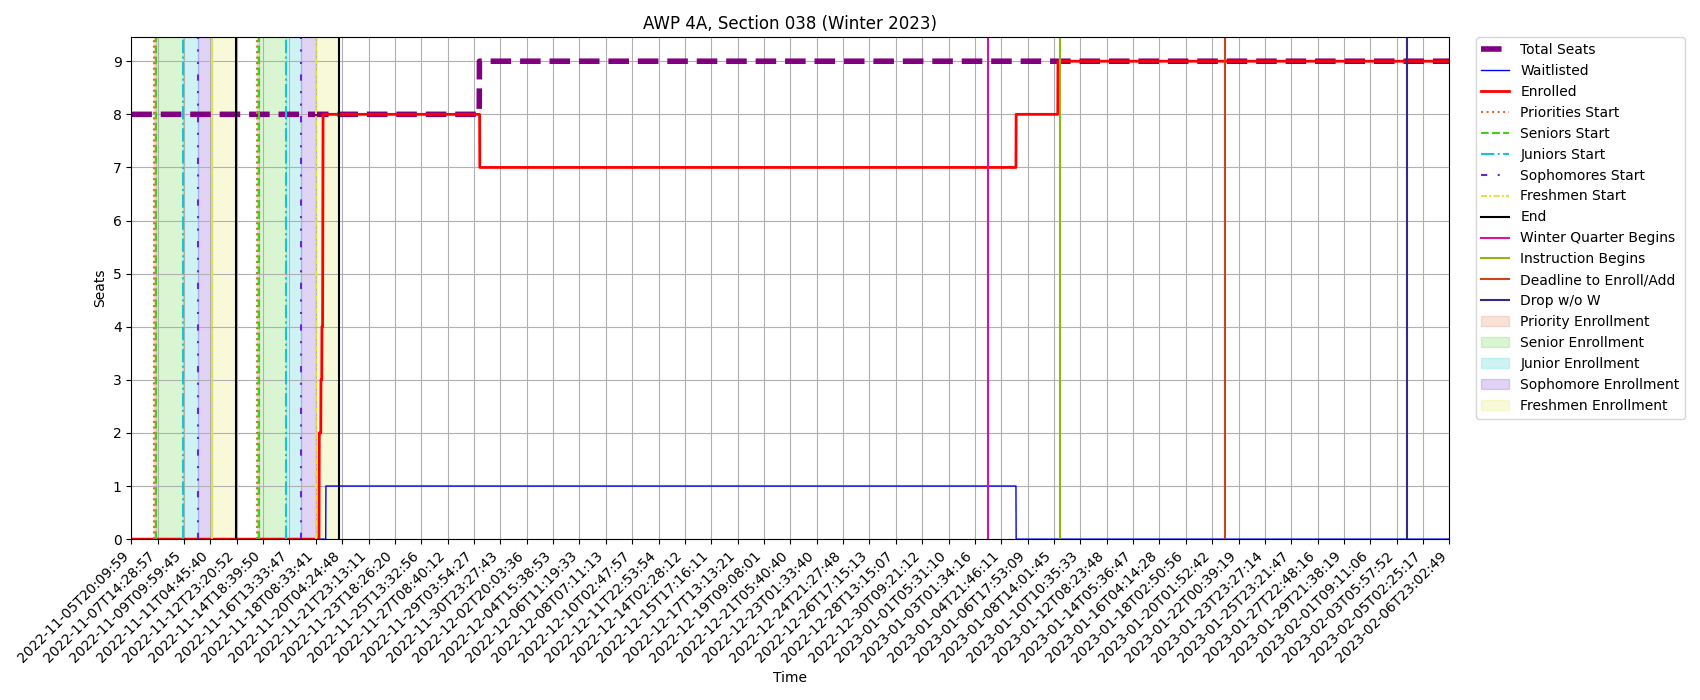 AWP 4A, Section 038 (Winter 2023)
Seats
9
8
7
6
5
4
3
2
1
0
2022-11-05T20:09:59
2022-11-07T14:28:57
2022-11-09T09:59:45
2022-11-11T04:45:40
2022-11-12T23:20:52
2022-11-14T18:39:50
2022-11-16T13:33:47
2022-11-18T08:33:41
2022-11-20T04:24:48
2022-11-21T23:13:11
2022-11-23T18:26:20
2022-11-25T13:32:56
2022-11-27T08:40:12
2022-11-29T03:54:27
2022-11-30T23:27:43
2022-12-02T20:03:36
2022-12-04T15:38:53
2022-12-06T11:19:33
2022-12-08T07:11:13
2022-12-10T02:47:57
2022-12-11T22:53:54
2022-12-14T02:28:12
2022-12-15T17:16:11
2022-12-17T13:13:21
2022-12-19T09:08:01
2022-12-21T05:40:40
2022-12-23T01:33:40
2022-12-24T21:27:48
2022-12-26T17:15:13
2022-12-28T13:15:07
2022-12-30T09:21:12
2023-01-01T05:31:10
2023-01-03T01:34:16
2023-01-04T21:46:11
2023-01-06T17:53:09
2023-01-08T14:01:45
2023-01-10T10:35:33
2023-01-12T08:23:48
2023-01-14T05:36:47
2023-01-16T04:14:28
2023-01-18T02:50:56
2023-01-20T01:52:42
2023-01-22T00:39:19
2023-01-23T23:27:14
2023-01-25T23:21:47
2023-01-27T22:48:16
2023-01-29T21:38:19
2023-02-01T09:11:06
2023-02-03T05:57:52
2023-02-05T02:25:17
2023-02-06T23:02:49
Time
Total Seats
Waitlisted
Enrolled
Priorities Start
Seniors Start
Juniors Start
Sophomores Start
Freshmen Start
End
Winter Quarter Begins
Instruction Begins
Deadline to Enroll/Add
Drop w/o W
Priority Enrollment
Senior Enrollment
Junior Enrollment
Sophomore Enrollment
Freshmen Enrollment